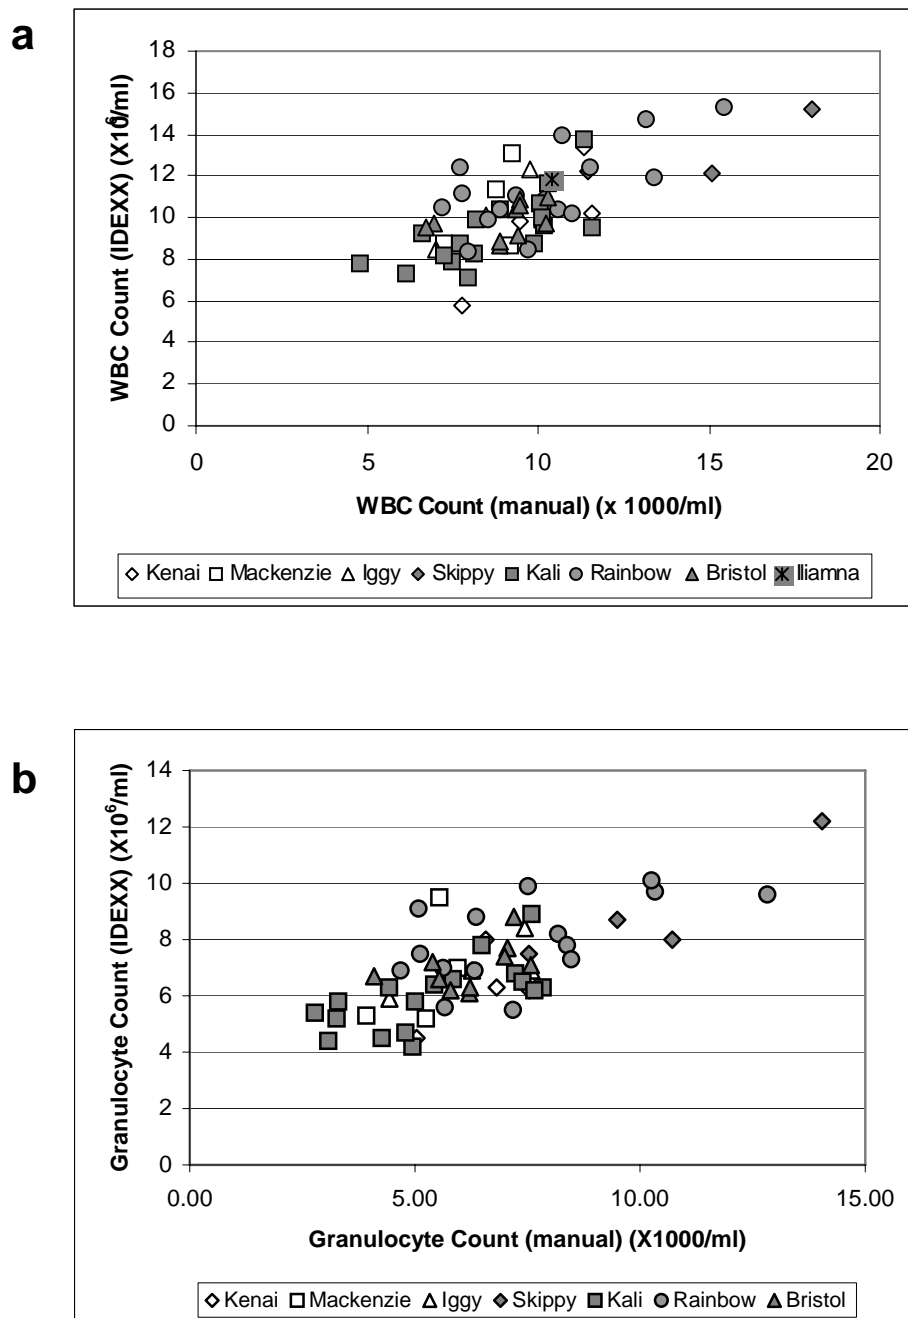 a
WBC Count (IDEXX) (X10⁶/ml)
18
16
14
12
10
8
6
4
2
0
0 5 10 15 20
WBC Count (manual) (x 1000/ml)
Kenai Mackenzie Iggy Skippy Kali Rainbow Bristol Iliamna
b
Granulocyte Count (IDEXX) (X10⁶/ml)
14
12
10
8
6
4
2
0
0.00 5.00 10.00 15.00
Granulocyte Count (manual) (X1000/ml)
Kenai Mackenzie Iggy Skippy Kali Rainbow Bristol